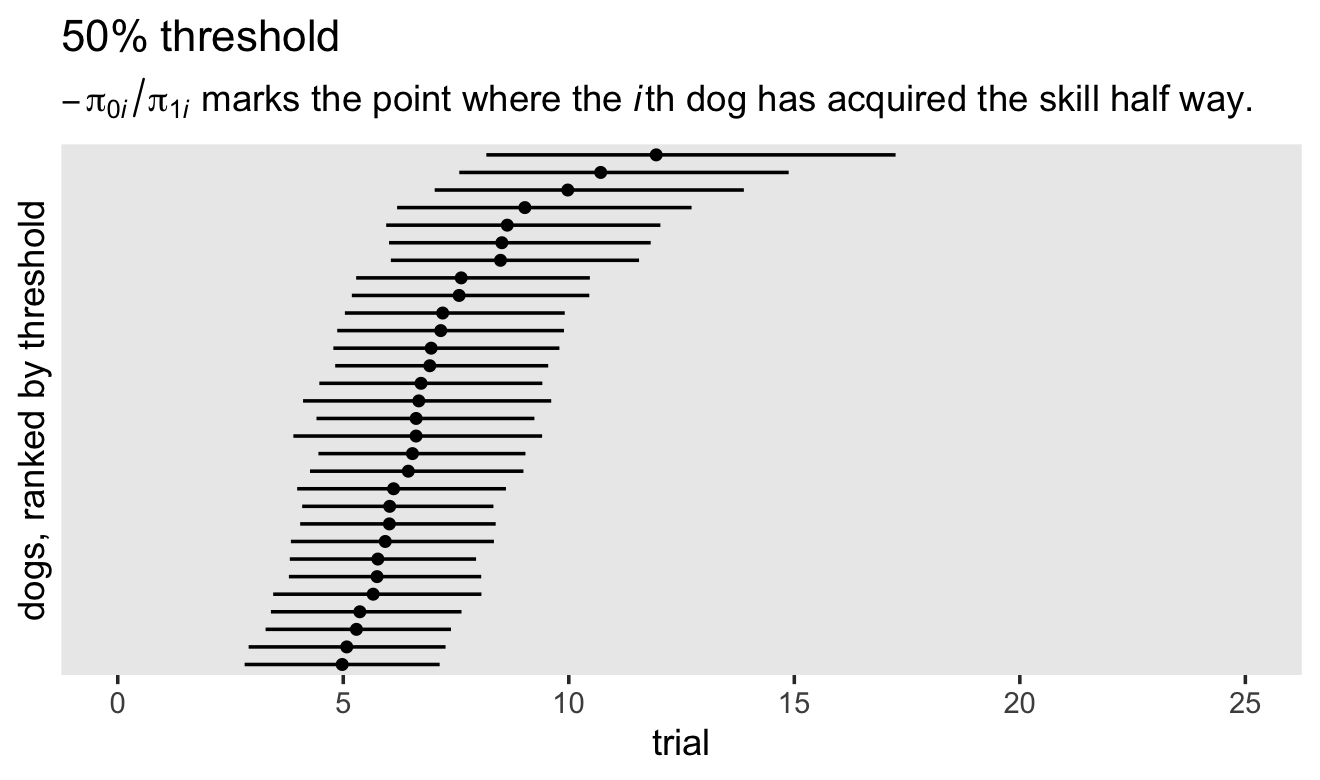 50% threshold
−π₀ᵢ/π₁ᵢ marks the point where the ith dog has acquired the skill half way.
dogs, ranked by threshold
0 5 10 15 20 25
trial